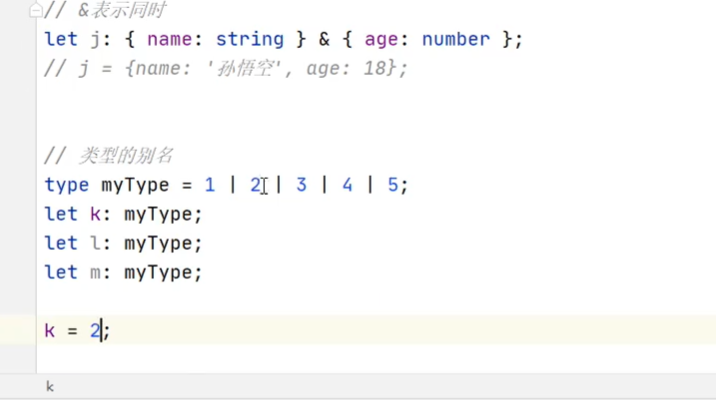 // &表示同时
let j: { name: string } & { age: number };
// j = {name: '孙悟空', age: 18};
// 类型的别名
type myType = 1 | 2 | 3 | 4 | 5;
let k: myType;
let l: myType;
let m: myType;
k = 2;
k